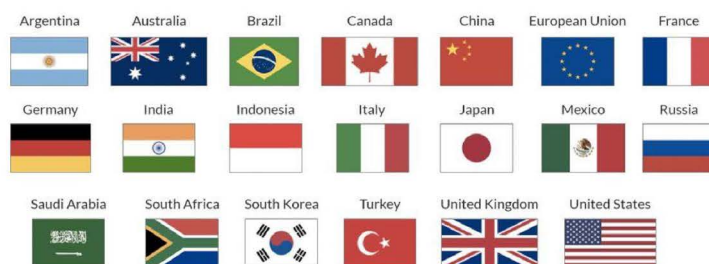 Argentina Australia Brazil Canada China European Union France
Germany India Indonesia Italy Japan Mexico Russia
Saudi Arabia South Africa South Korea Turkey United Kingdom United States